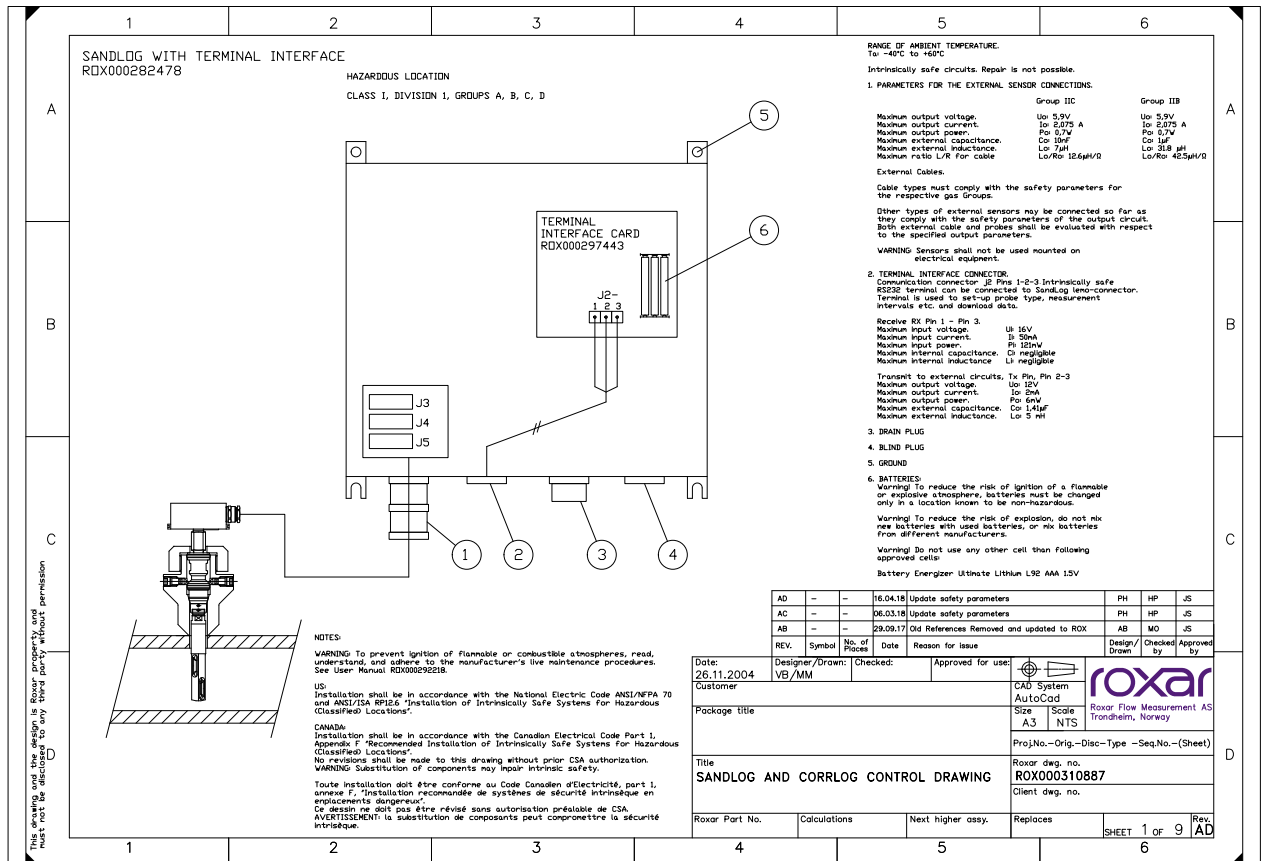 1 2 3 4 5 6
SANDLOG WITH TERMINAL INTERFACE
ROX000282478
HAZARDOUS LOCATION
CLASS I, DIVISION 1, GROUPS A, B, C, D
A
B
C
D
A
B
C
D
5
TERMINAL
INTERFACE CARD
ROX000297443
6
J2-
1 2 3
J3
J4
J5
1
2
3
4
RANGE OF AMBIENT TEMPERATURE.
Ta: -40°C to +60°C
Intrinsically safe circuits. Repair is not possible.
1. PARAMETERS FOR THE EXTERNAL SENSOR CONNECTIONS.
Group IIC Group IIB
Maximum output voltage. Uo: 5,9V Uo: 5,9V
Maximum output current. Io: 2,075 A Io: 2,075 A
Maximum output power. Po: 0,7W Po: 0,7W
Maximum external capacitance. Co: 10nF Co: 1µF
Maximum external inductance. Lo: 7µH Lo: 31.8 µH
Maximum ratio L/R for cable Lo/Ro: 12.6µH/Ω Lo/Ro: 42.5µH/Ω
External Cables.
Cable types must comply with the safety parameters for
the respective gas Groups.
Other types of external sensors may be connected so far as
they comply with the safety parameters of the output circuit.
Both external cable and probes shall be evaluated with respect
to the specified output parameters.
WARNING: Sensors shall not be used mounted on
electrical equipment.
2. TERMINAL INTERFACE CONNECTOR.
Communication connector j2 Pins 1-2-3 Intrinsically safe
RS232 terminal can be connected to SandLog lemo-connector.
Terminal is used to set-up probe type, measurement
intervals etc. and download data.
Receive RX Pin 1 - Pin 3.
Maximum input voltage. Ui: 16V
Maximum input current. Ii: 50mA
Maximum input power. Pi: 121mW
Maximum internal capacitance. Ci: negligible
Maximum internal inductance Li: negligible
Transmit to external circuits, Tx Pin, Pin 2-3
Maximum output voltage. Uo: 12V
Maximum output current. Io: 2mA
Maximum output power. Po: 6mW
Maximum external capacitance. Co: 1,41µF
Maximum external inductance. Lo: 5 mH
3. DRAIN PLUG
4. BLIND PLUG
5. GROUND
6. BATTERIES:
Warning! To reduce the risk of ignition of a flammable
or explosive atmosphere, batteries must be changed
only in a location known to be non-hazardous.
Warning! To reduce the risk of explosion, do not mix
new batteries with used batteries, or mix batteries
from different manufacturers.
Warning! Do not use any other cell than following
approved cells:
Battery Energizer Ultimate Lithium L92 AAA 1.5V
This drawing and the design is Roxar property and
must not be disclosed to any third party without permission
NOTES:
WARNING: To prevent ignition of flammable or combustible atmospheres, read,
understand, and adhere to the manufacturer's live maintenance procedures.
See User Manual ROX000292218.
US:
Installation shall be in accordance with the National Electric Code ANSI/NFPA 70
and ANSI/ISA RP12.6 "Installation of Intrinsically Safe Systems for Hazardous
(Classified) Locations".
CANADA:
Installation shall be in accordance with the Canadian Electrical Code Part 1,
Appendix F "Recommended Installation of Intrinsically Safe Systems for Hazardous
(Classified) Locations".
No revisions shall be made to this drawing without prior CSA authorization.
WARNING: Substitution of components may impair intrinsic safety.
Toute installation doit être conforme au Code Canadien d'Electricité, part 1,
annexe F, "Installation recommandée de systèmes de sécurité intrinsèque en
enplacements dangereux".
Ce dessin ne doit pas être révisé sans autorisation préalable de CSA.
AVERTISSEMENT: la substitution de composants peut compromettre la sécurité
intrisèque.
AD - - 16.04.18 Update safety parameters PH HP JS
AC - - 06.03.18 Update safety parameters PH HP JS
AB - - 29.09.17 Old References Removed and updated to ROX AB MO JS
REV. Symbol No. of Places Date Reason for issue Design/Drawn Checked by Approved by
Date: Designer/Drawn: Checked: Approved for use:
26.11.2004 VB/MM
Customer
CAD System
AutoCad
roxar
Roxar Flow Measurement AS
Trondheim, Norway
Package title
Size Scale
A3 NTS
Proj.No.-Orig.-Disc-Type -Seq.No.-(Sheet)
Title
SANDLOG AND CORRLOG CONTROL DRAWING
Roxar dwg. no.
ROX000310887
Client dwg. no.
Roxar Part No. Calculations Next higher assy. Replaces
SHEET 1 OF 9 Rev. AD
1 2 3 4 5 6